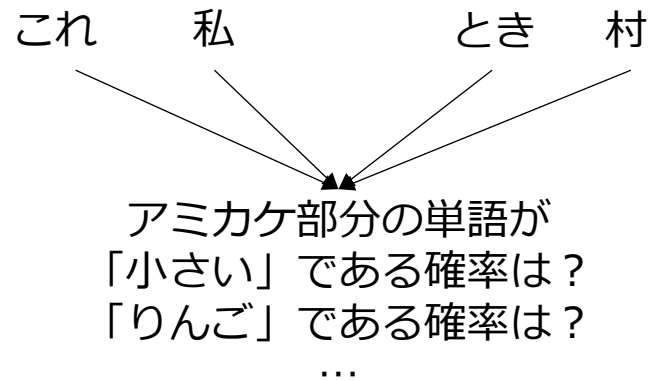 これ 私 とき 村
アミカケ部分の単語が
「小さい」である確率は？
「りんご」である確率は？
…